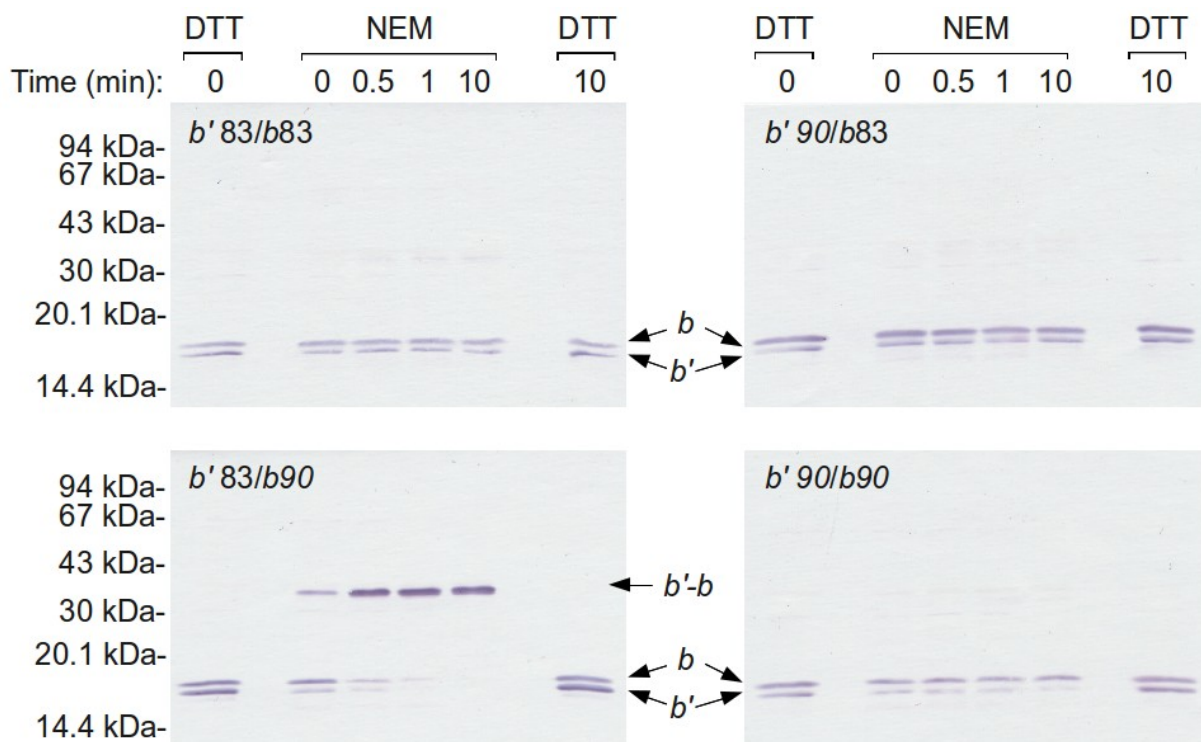 DTT NEM DTT DTT NEM DTT
Time (min): 0 0 0.5 1 10 10 0 0 0.5 1 10 10
b' 83/b83 b' 90/b83
94 kDa-
67 kDa-
43 kDa-
30 kDa-
20.1 kDa-
b
b'
14.4 kDa-
b' 83/b90 b' 90/b90
94 kDa-
67 kDa-
43 kDa-
b'-b
30 kDa-
20.1 kDa-
b
b'
14.4 kDa-